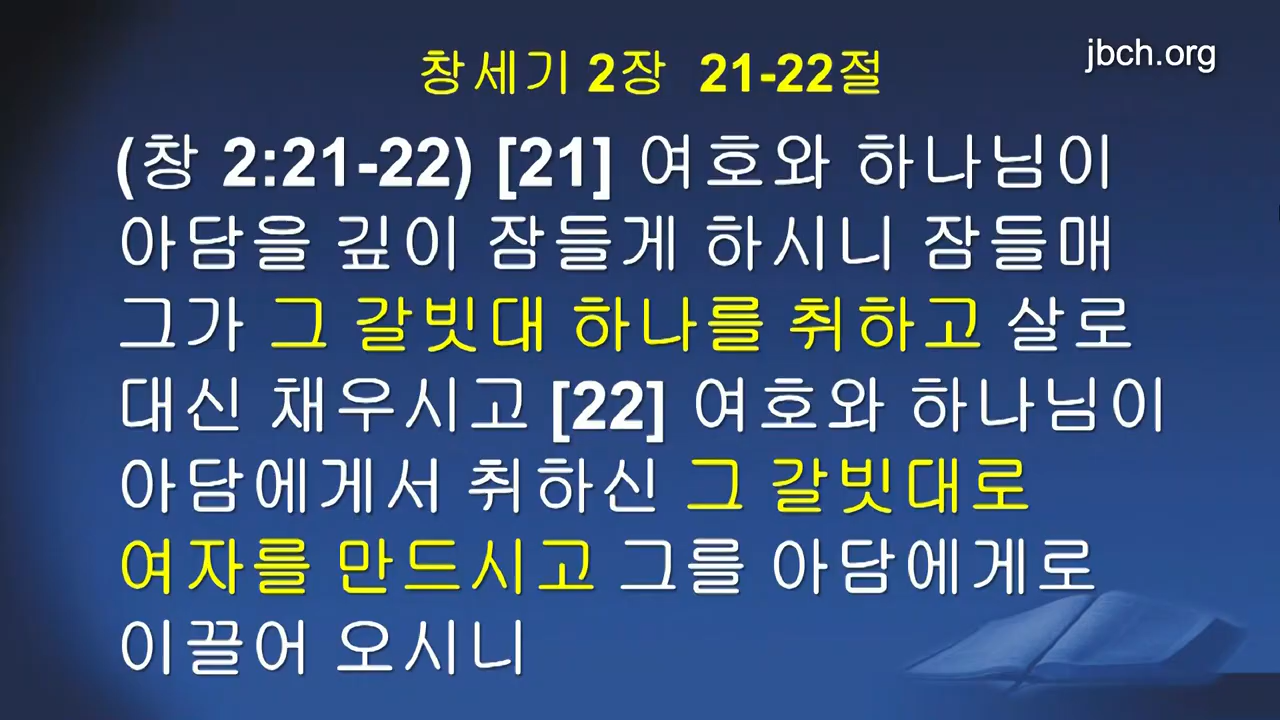 jbch.org
창세기 2장 21-22절
(창 2:21-22) [21] 여호와 하나님이
아담을 깊이 잠들게 하시니 잠들매
그가 그 갈빗대 하나를 취하고 살로
대신 채우시고 [22] 여호와 하나님이
아담에게서 취하신 그 갈빗대로
여자를 만드시고 그를 아담에게로
이끌어 오시니